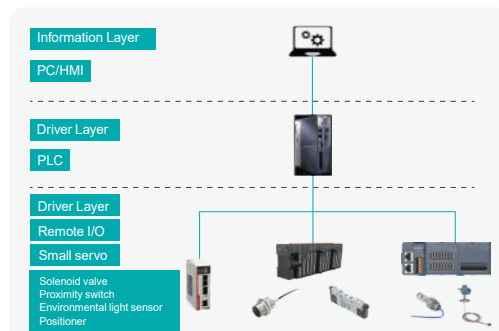 Information Layer
PC/HMI
Driver Layer
PLC
Driver Layer
Remote I/O
Small servo
Solenoid valve
Proximity switch
Environmental light sensor
Positioner